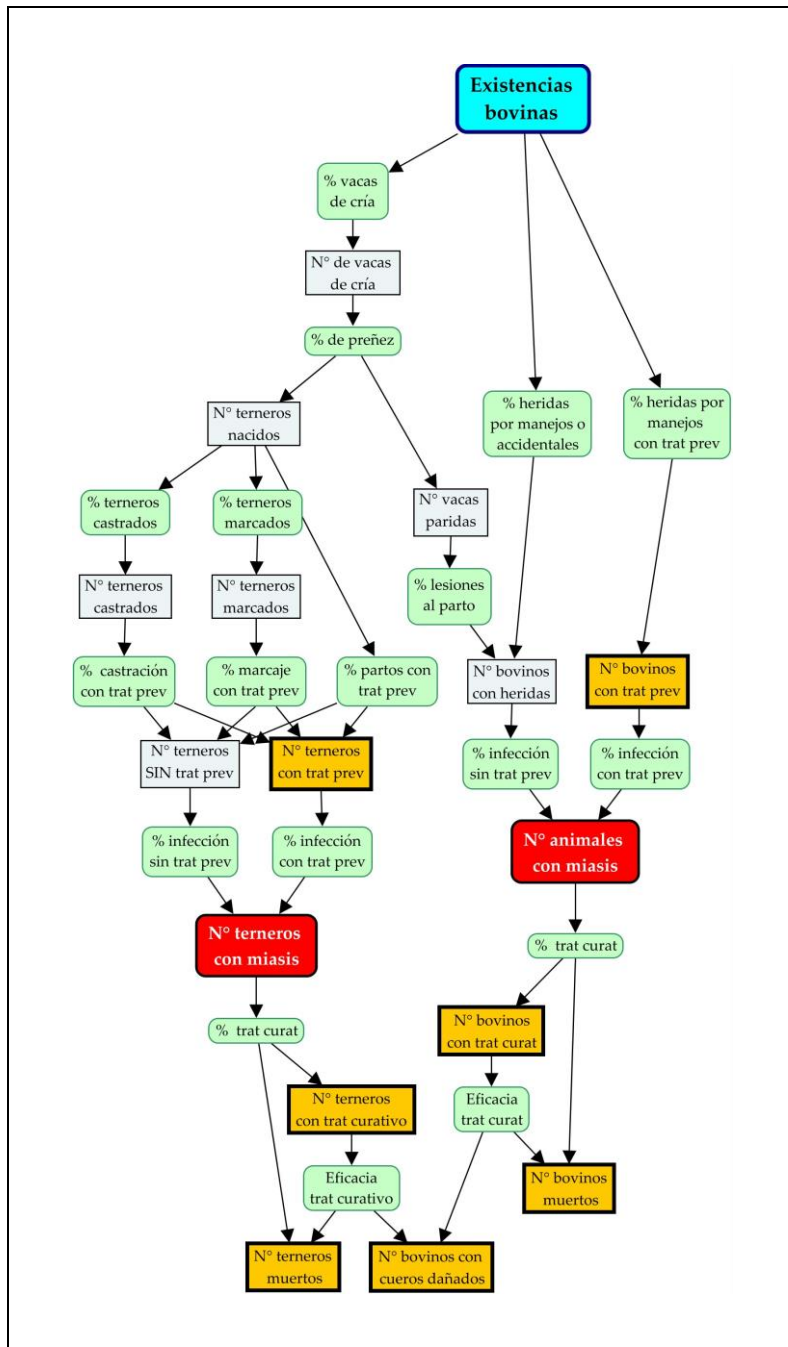 Existencias
bovinas
% vacas
de cría
N° de vacas
de cría
% de preñez
N° terneros
nacidos
% heridas
por manejos o
accidentales
% heridas por
manejos
con trat prev
% terneros
castrados
% terneros
marcados
N° vacas
paridas
N° terneros
castrados
N° terneros
marcados
% lesiones
al parto
% castración
con trat prev
% marcaje
con trat prev
% partos con
trat prev
N° bovinos
con heridas
N° bovinos
con trat prev
N° terneros
SIN trat prev
N° terneros
con trat prev
% infección
sin trat prev
% infección
con trat prev
% infección
sin trat prev
% infección
con trat prev
N° animales
con miasis
N° terneros
con miasis
% trat curat
% trat curat
N° bovinos
con trat curat
N° terneros
con trat curativo
Eficacia
trat curat
Eficacia
trat curativo
N° bovinos
muertos
N° terneros
muertos
N° bovinos con
cueros dañados